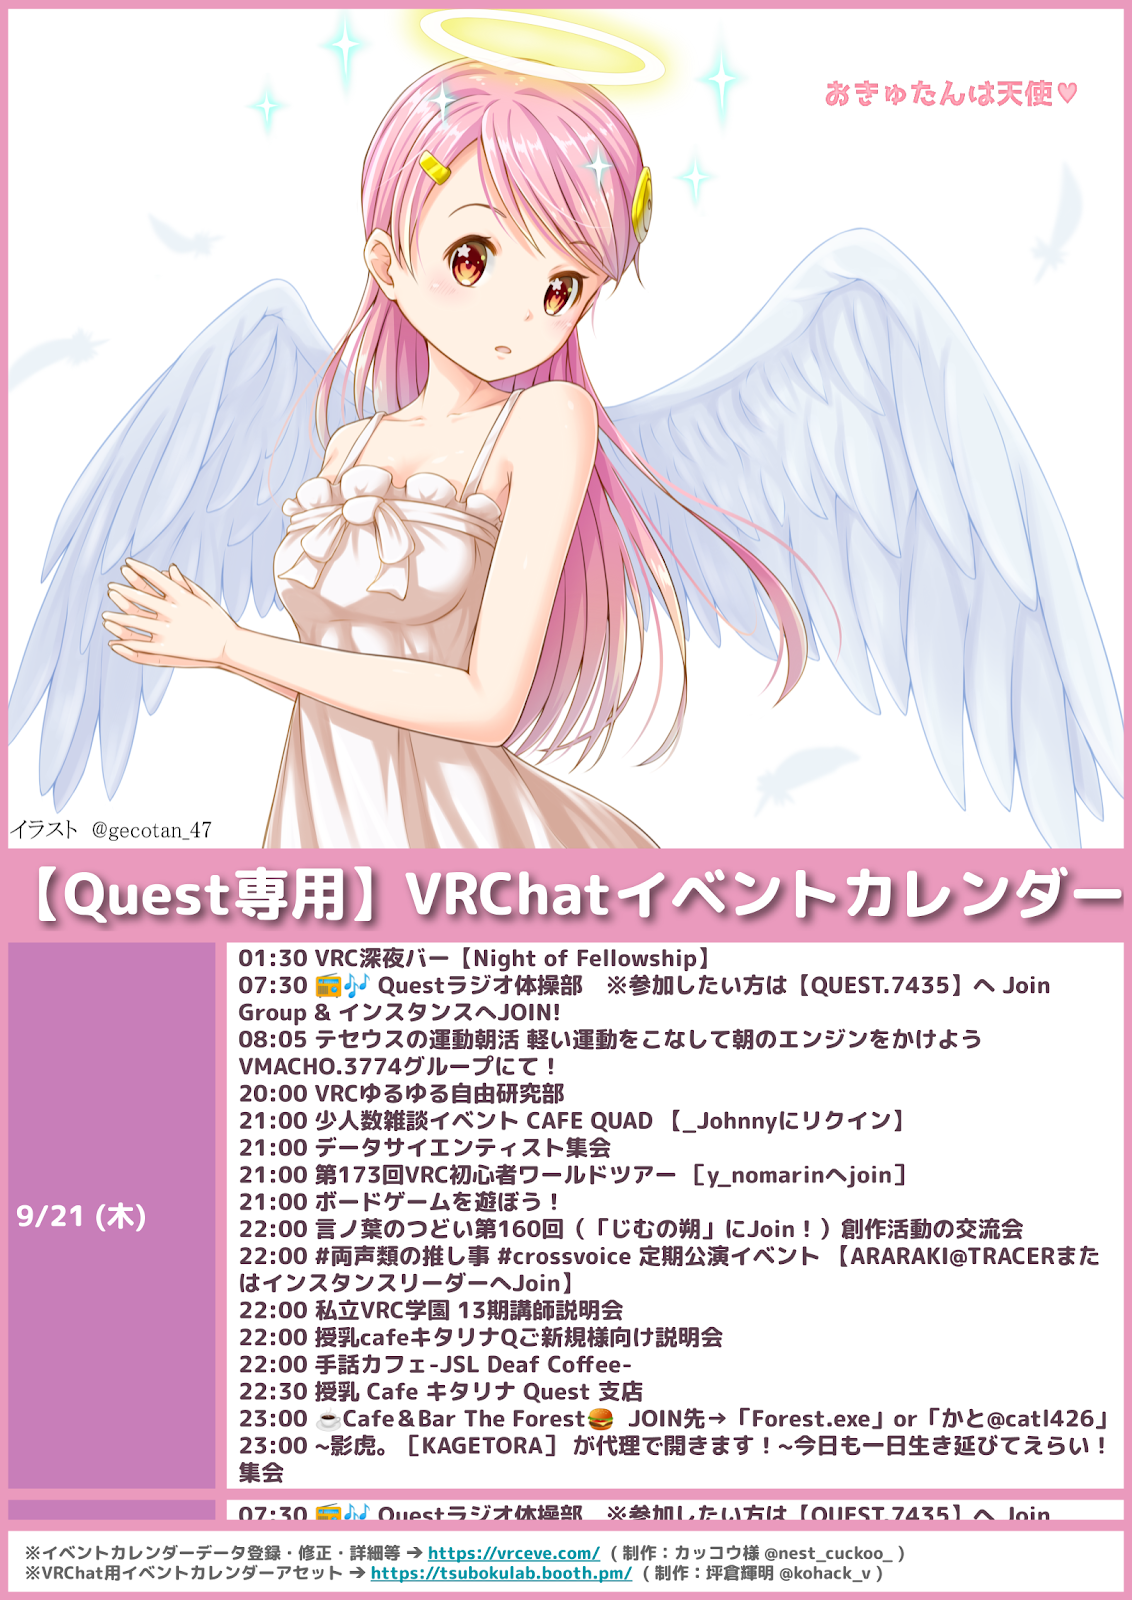 おきゅたんは天使♥
イラスト @gecotan_47
【Quest専用】VRChatイベントカレンダー
9/21 (木)
01:30 VRC深夜バー【Night of Fellowship】
07:30 📻🎶 Questラジオ体操部　※参加したい方は【QUEST.7435】へ Join
Group & インスタンスへJOIN!
08:05 テセウスの運動朝活 軽い運動をこなして朝のエンジンをかけよう
VMACHO.3774グループにて！
20:00 VRCゆるゆる自由研究部
21:00 少人数雑談イベント CAFE QUAD 【_Johnnyにリクイン】
21:00 データサイエンティスト集会
21:00 第173回VRC初心者ワールドツアー ［y_nomarinへjoin］
21:00 ボードゲームを遊ぼう！
22:00 言ノ葉のつどい第160回（「じむの朔」にJoin！）創作活動の交流会
22:00 #両声類の推し事 #crossvoice 定期公演イベント 【ARARAKI@TRACERまた
はインスタンスリーダーへJoin】
22:00 私立VRC学園 13期講師説明会
22:00 授乳cafeキタリナQご新規様向け説明会
22:00 手話カフェ-JSL Deaf Coffee-
22:30 授乳 Cafe キタリナ Quest 支店
23:00 ☕Cafe＆Bar The Forest🍔 JOIN先→「Forest.exe」or「かと@catl426」
23:00 ~影虎。［KAGETORA］ が代理で開きます！~今日も一日生き延びてえらい！
集会
07:30 📻🎶 Questラジオ体操部　※参加したい方は【QUEST.7435】へ Join
※イベントカレンダーデータ登録・修正・詳細等 ➔ https://vrceve.com/ ( 制作：カッコウ様 @nest_cuckoo_ )
※VRChat用イベントカレンダーアセット ➔ https://tsubokulab.booth.pm/ ( 制作：坪倉輝明 @kohack_v )